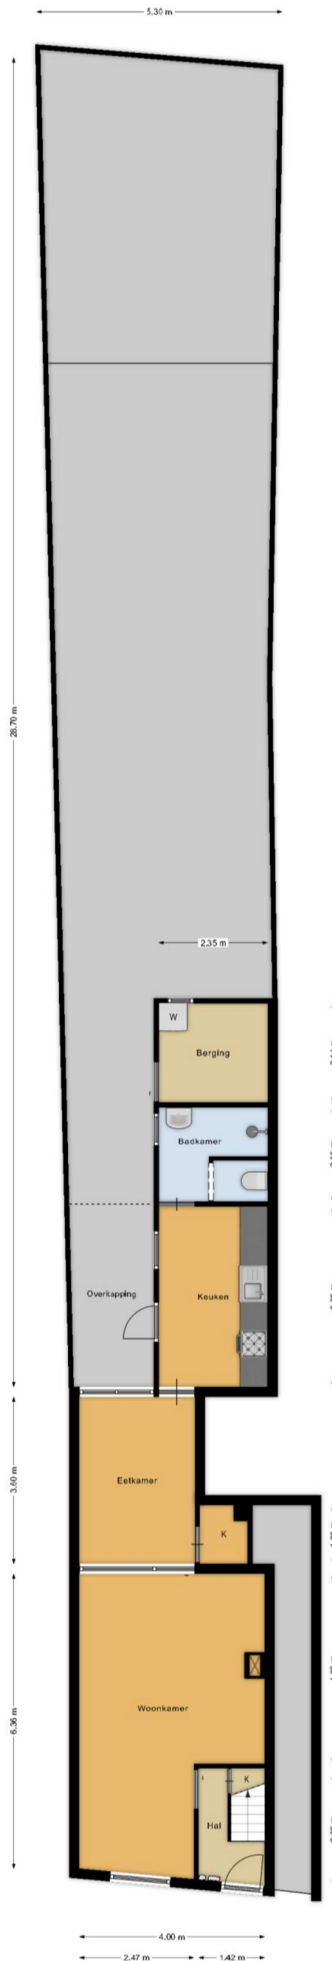 5.30 m
28.70 m
2.35 m
W
Berging
Badkamer
Overkapping
Keuken
3.60 m
Eetkamer
K
6.36 m
Woonkamer
K
Hal
4.00 m
2.47 m
1.42 m